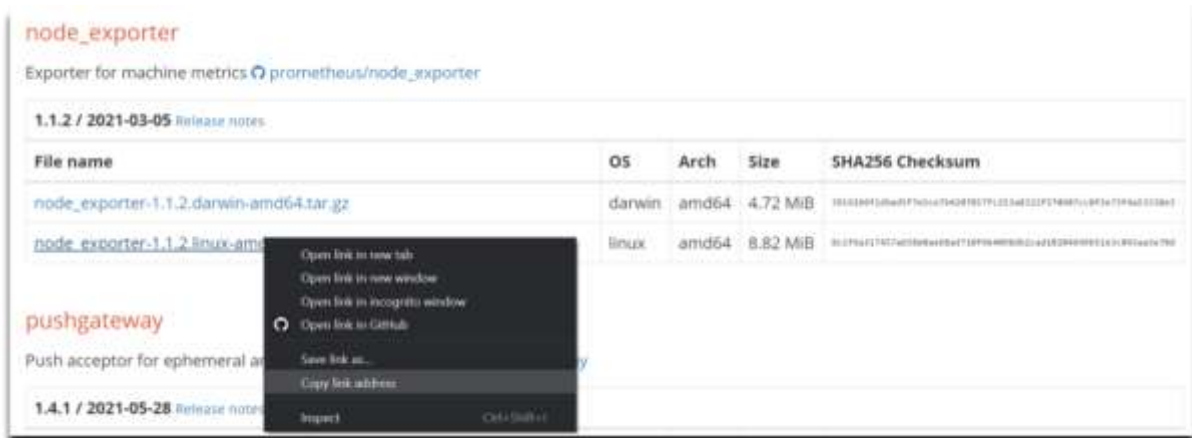 node_exporter
Exporter for machine metrics prometheus/node_exporter
1.1.2 / 2021-03-05 Release notes
File name OS Arch Size SHA256 Checksum
node_exporter-1.1.2.darwin-amd64.tar.gz darwin amd64 4.72 MiB
node_exporter-1.1.2.linux-am linux amd64 8.82 MiB
Open link in new tab
Open link in new window
Open link in incognito window
pushgateway
Open link in GitHub
Push acceptor for ephemeral
Save link as...
Copy link address
1.4.1 / 2021-05-28 Release notes
Inspect Ctrl+Shift+I